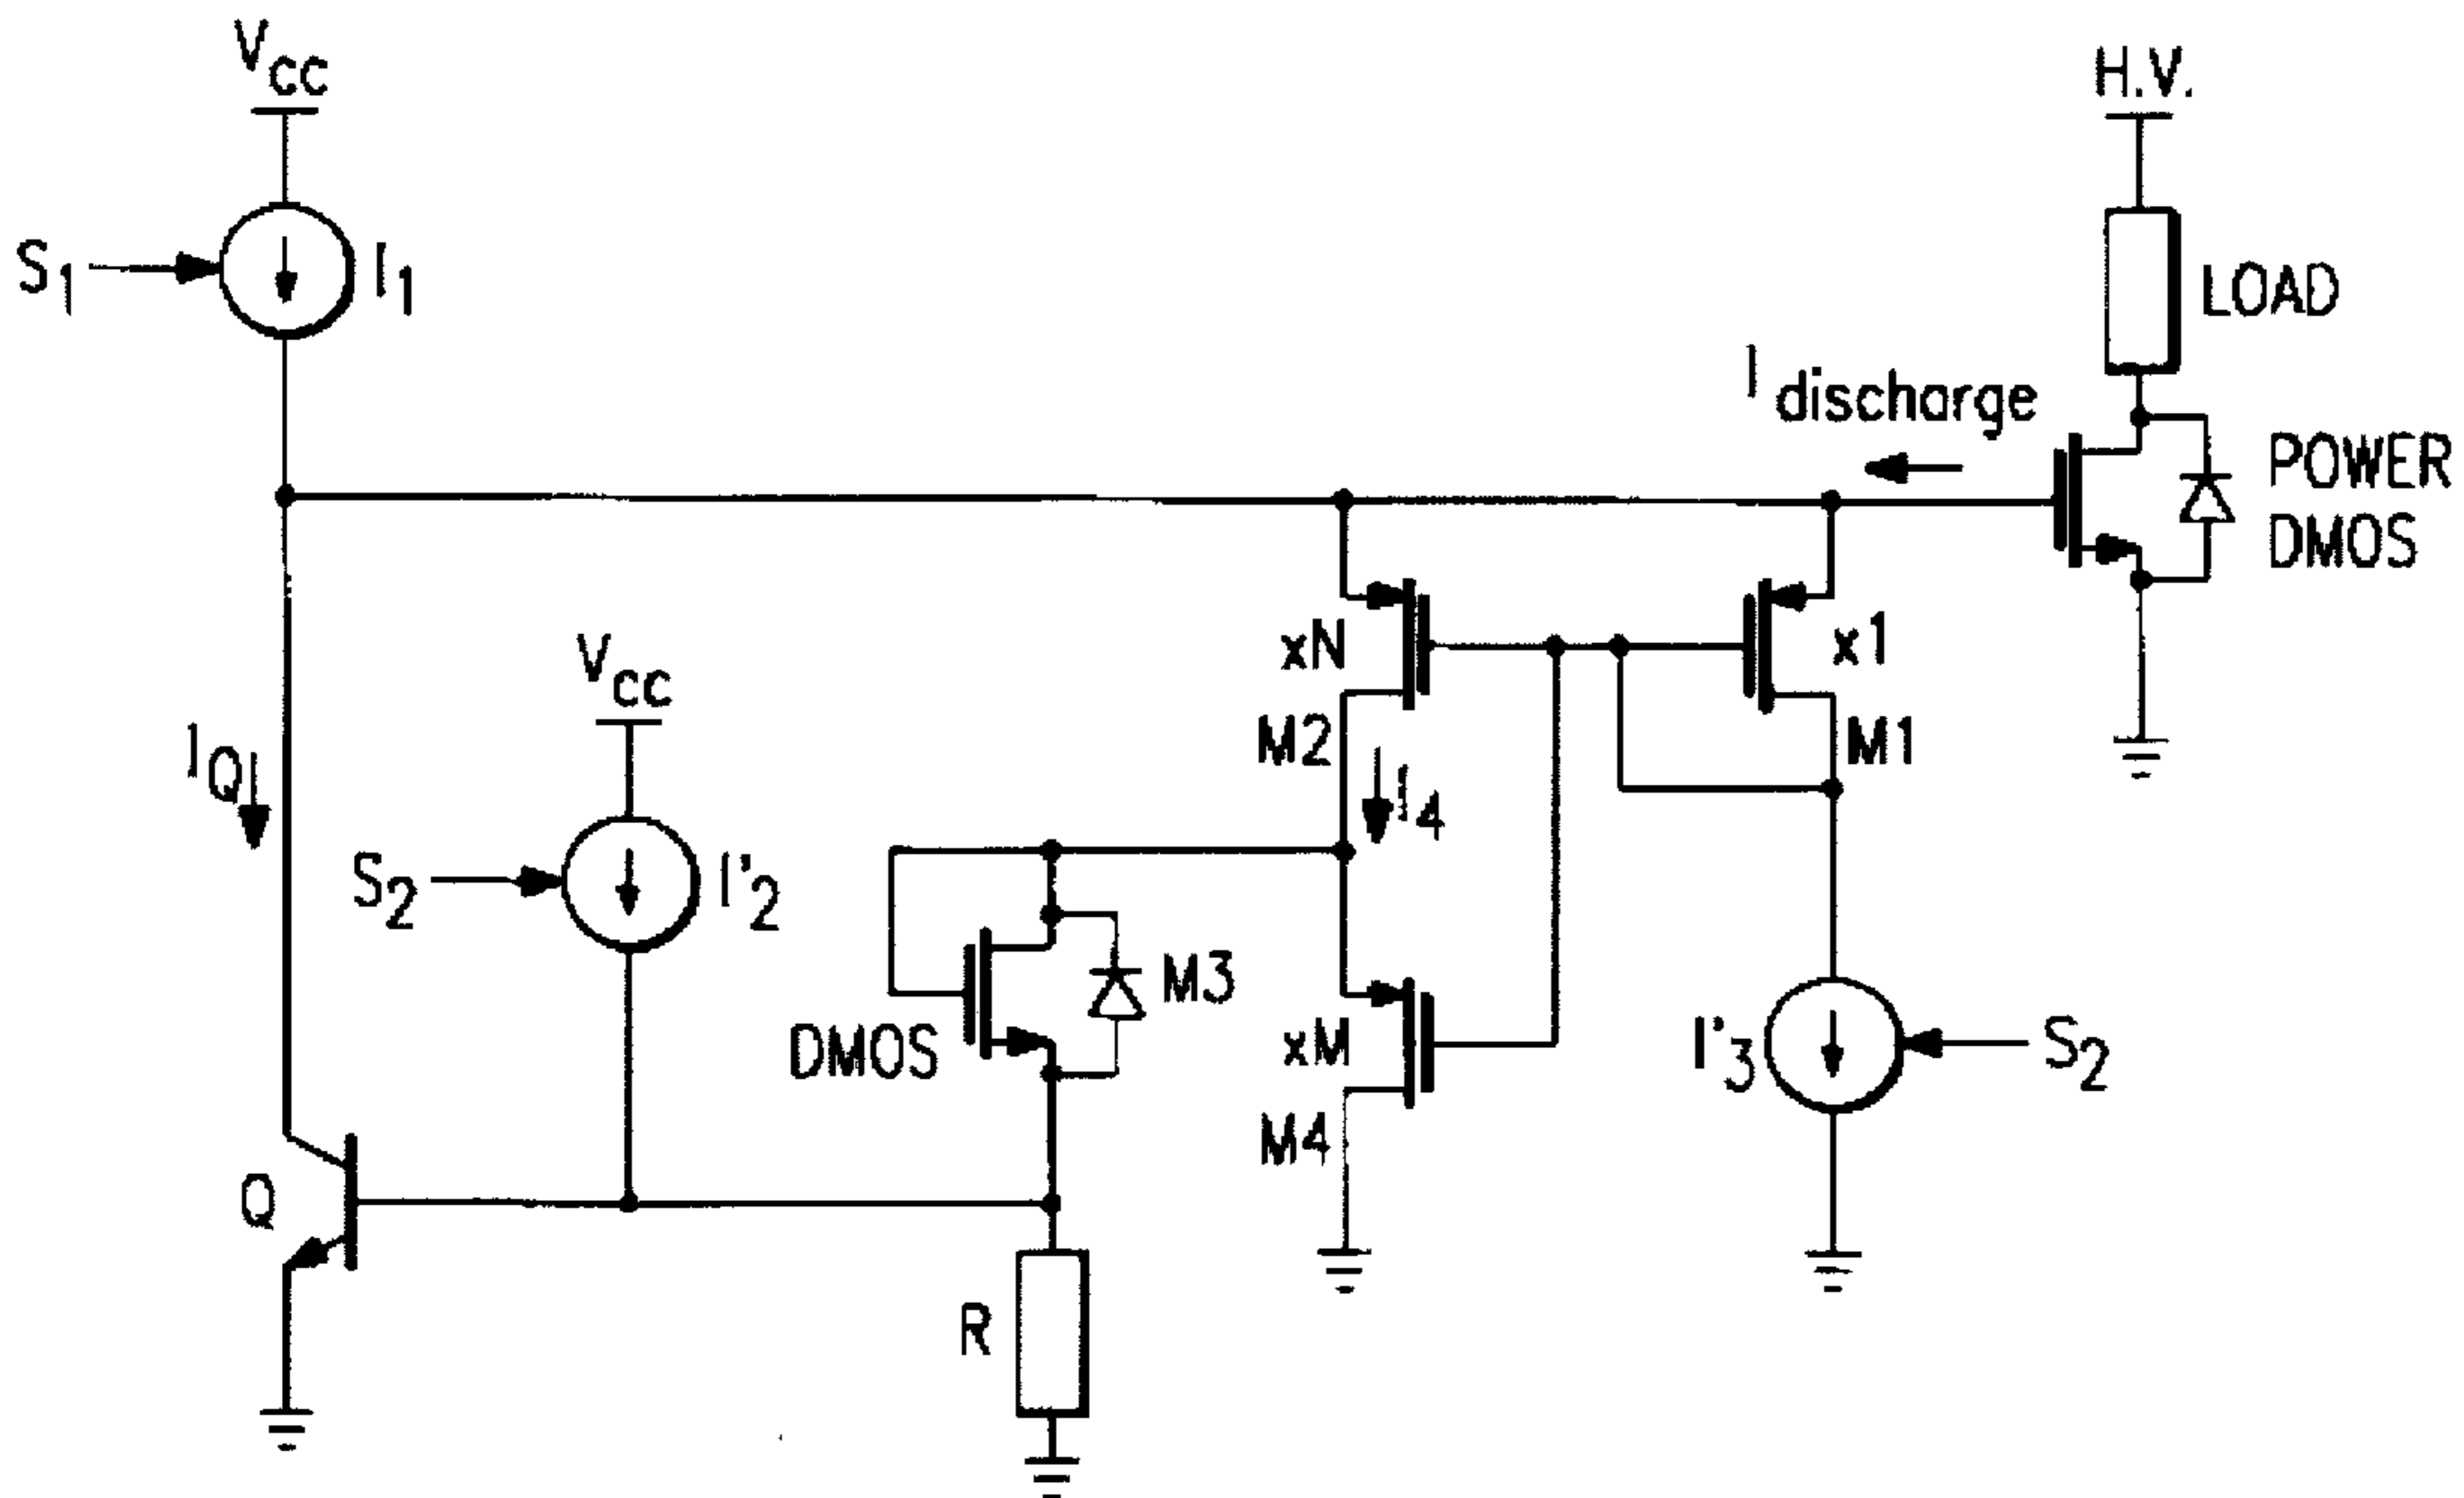 VCC
H.V.
S1
I1
LOAD
I discharge
POWER
DMOS
xN
x1
VCC
M2
M1
IQ
I4
S2
I'2
M3
DMOS
xM
I'3
S2
M4
Q
R